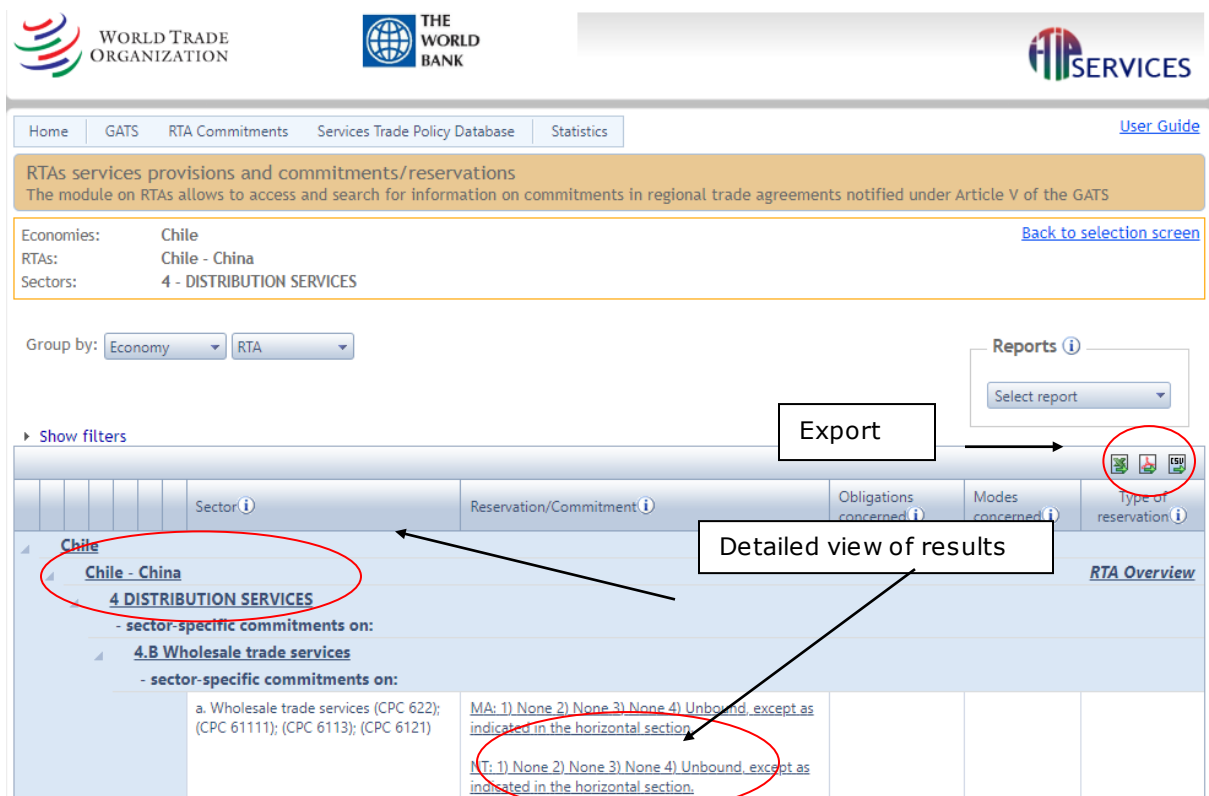 WORLD TRADE
ORGANIZATION
THE
WORLD
BANK
iTIP
SERVICES
Home GATS RTA Commitments Services Trade Policy Database Statistics
User Guide
RTAs services provisions and commitments/reservations
The module on RTAs allows to access and search for information on commitments in regional trade agreements notified under Article V of the GATS
Economies: Chile
Back to selection screen
RTAs: Chile - China
Sectors: 4 - DISTRIBUTION SERVICES
Group by: Economy RTA
Reports i
Select report
Export
Show filters
CSV
Sector i
Reservation/Commitment i
Obligations
concerned i
Modes
concerned i
Type of
reservation i
Detailed view of results
Chile
Chile - China
RTA Overview
4 DISTRIBUTION SERVICES
- sector-specific commitments on:
4.B Wholesale trade services
- sector-specific commitments on:
a. Wholesale trade services (CPC 622);
(CPC 61111); (CPC 6113); (CPC 6121)
MA: 1) None 2) None 3) None 4) Unbound, except as
indicated in the horizontal section.
NT: 1) None 2) None 3) None 4) Unbound, except as
indicated in the horizontal section.